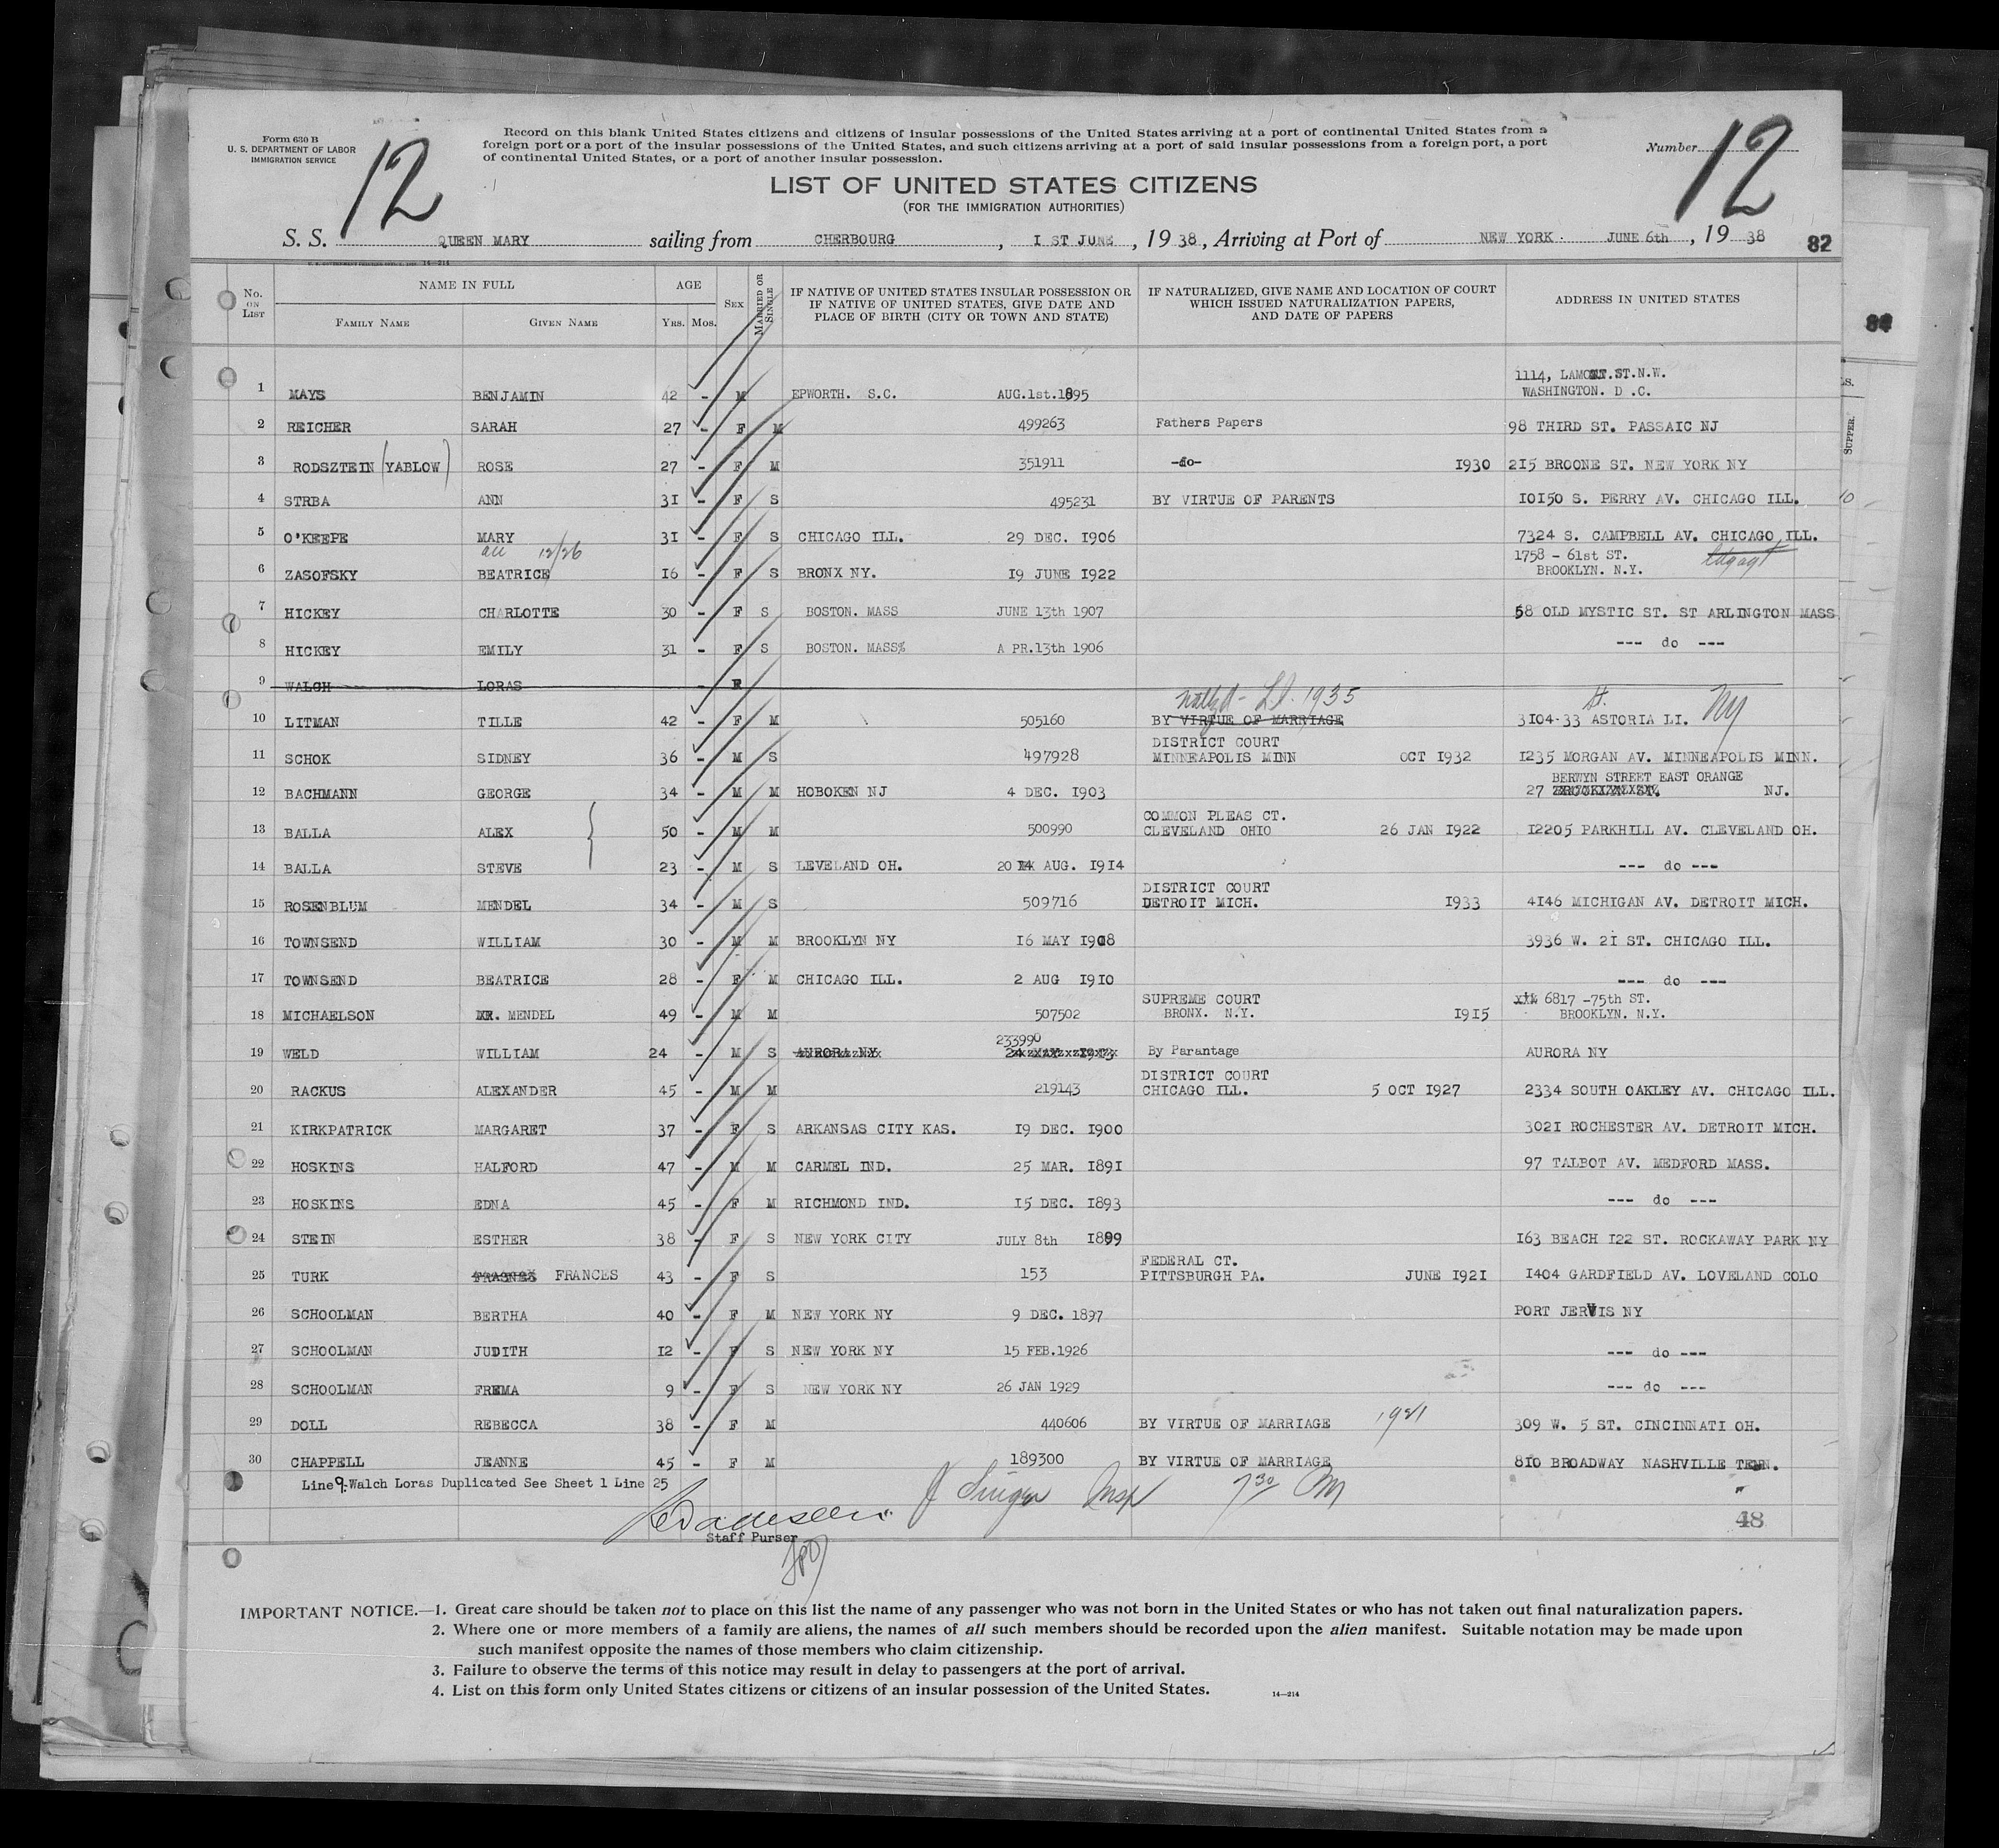 Form 630 B
U. S. DEPARTMENT OF LABOR
IMMIGRATION SERVICE
12
Record on this blank United States citizens and citizens of insular possessions of the United States arriving at a port of continental United States from a
foreign port or a port of the insular possessions of the United States, and such citizens arriving at a port of said insular possessions from a foreign port, a port
of continental United States, or a port of another insular possession.
Number 12
LIST OF UNITED STATES CITIZENS
(FOR THE IMMIGRATION AUTHORITIES)
S. S. QUEEN MARY sailing from CHERBOURG , I ST JUNE , 19 38, Arriving at Port of NEW YORK. JUNE 6th , 19 38 82
No. ON LIST NAME IN FULL AGE SEX MARRIED OR SINGLE IF NATIVE OF UNITED STATES INSULAR POSSESSION OR IF NATIVE OF UNITED STATES, GIVE DATE AND PLACE OF BIRTH (CITY OR TOWN AND STATE) IF NATURALIZED, GIVE NAME AND LOCATION OF COURT WHICH ISSUED NATURALIZATION PAPERS, AND DATE OF PAPERS ADDRESS IN UNITED STATES
FAMILY NAME GIVEN NAME YRS. MOS.
1114, LAMONT.ST.N.W.
1 MAYS BENJAMIN 42 - M EPWORTH. S.C. AUG.1st.1895 WASHINGTON. D .C.
2 REICHER SARAH 27 - F M 499263 Fathers Papers 98 THIRD ST. PASSAIC NJ
3 RODSZTEIN (YABLOW) ROSE 27 - F M 351911 -do- 1930 215 BROONE ST. NEW YORK NY
4 STRBA ANN 31 - F S 495231 BY VIRTUE OF PARENTS 10150 S. PERRY AV. CHICAGO ILL.
5 O'KEEPE MARY 31 - F S CHICAGO ILL. 29 DEC. 1906 7324 S. CAMPBELL AV. CHICAGO ILL.
12/26 1758 - 61st ST.
6 ZASOFSKY BEATRICE 16 - F S BRONX NY. 19 JUNE 1922 BROOKLYN. N.Y.
7 HICKEY CHARLOTTE 30 - F S BOSTON. MASS JUNE 13th 1907 58 OLD MYSTIC ST. ST ARLINGTON MASS
8 HICKEY EMILY 31 - F S BOSTON. MASS% A PR.13th 1906 --- do ---
9 WALCH LORAS - F
1935
10 LITMAN TILLE 42 - F M 505160 BY VIRTUE OF MARRIAGE 3104-33 St. ASTORIA LI. NY
DISTRICT COURT
11 SCHOK SIDNEY 36 - M S 497928 MINNEAPOLIS MINN OCT 1932 1235 MORGAN AV. MINNEAPOLIS MINN.
BERWYN STREET EAST ORANGE
12 BACHMANN GEORGE 34 - M M HOBOKEN NJ 4 DEC. 1903 27 NJ.
COMMON PLEAS CT.
13 BALLA ALEX 50 - M M 500990 CLEVELAND OHIO 26 JAN 1922 12205 PARKHILL AV. CLEVELAND OH.
14 BALLA STEVE 23 - M S LEVELAND OH. 20 AUG. 1914 --- do ---
DISTRICT COURT
15 ROSENBLUM MENDEL 34 - M S 509716 DETROIT MICH. 1933 4146 MICHIGAN AV. DETROIT MICH.
16 TOWNSEND WILLIAM 30 - M M BROOKLYN NY 16 MAY 1908 3936 W. 21 ST. CHICAGO ILL.
17 TOWNSEND BEATRICE 28 - F M CHICAGO ILL. 2 AUG 1910 --- do ---
SUPREME COURT 6817 -75th ST.
18 MICHAELSON MR. MENDEL 49 - M M 507502 BRONX. N.Y. 1915 BROOKLYN. N.Y.
233990
19 WELD WILLIAM 24 - M S AURORA NY 24 MAY 1913 By Parantage AURORA NY
DISTRICT COURT
20 RACKUS ALEXANDER 45 - M M 219143 CHICAGO ILL. 5 OCT 1927 2334 SOUTH OAKLEY AV. CHICAGO ILL.
21 KIRKPATRICK MARGARET 37 - F S ARKANSAS CITY KAS. 19 DEC. 1900 3021 ROCHESTER AV. DETROIT MICH.
22 HOSKINS HALFORD 47 - M M CARMEL IND. 25 MAR. 1891 97 TALBOT AV. MEDFORD MASS.
23 HOSKINS EDNA 45 - F M RICHMOND IND. 15 DEC. 1893 --- do ---
24 STEIN ESTHER 38 - F S NEW YORK CITY JULY 8th 1899 163 BEACH 122 ST. ROCKAWAY PARK NY
FEDERAL CT.
25 TURK FRANCES 43 - F S 153 PITTSBURGH PA. JUNE 1921 1404 GARDFIELD AV. LOVELAND COLO
26 SCHOOLMAN BERTHA 40 - F M NEW YORK NY 9 DEC. 1897 PORT JERVIS NY
27 SCHOOLMAN JUDITH 12 - F S NEW YORK NY 15 FEB.1926 --- do ---
28 SCHOOLMAN FREMA 9 - F S NEW YORK NY 26 JAN 1929 --- do ---
29 DOLL REBECCA 38 - F M 440606 BY VIRTUE OF MARRIAGE 1921 309 W. 5 ST. CINCINNATI OH.
30 CHAPPELL JEANNE 45 - F M 189300 BY VIRTUE OF MARRIAGE 810 BROADWAY NASHVILLE TENN.
Line 9. Walch Loras Duplicated See Sheet 1 Line 25
J Singer Insp 7 30 PM
48
Staff Purser
IMPORTANT NOTICE.—1. Great care should be taken not to place on this list the name of any passenger who was not born in the United States or who has not taken out final naturalization papers.
2. Where one or more members of a family are aliens, the names of all such members should be recorded upon the alien manifest. Suitable notation may be made upon
such manifest opposite the names of those members who claim citizenship.
3. Failure to observe the terms of this notice may result in delay to passengers at the port of arrival.
4. List on this form only United States citizens or citizens of an insular possession of the United States. 14—214